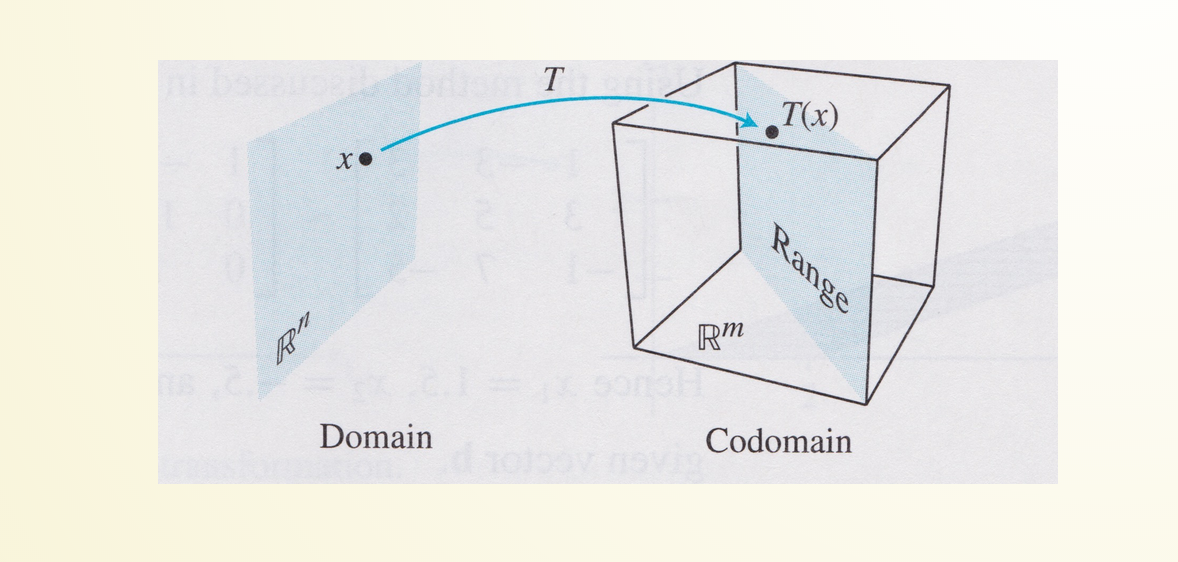 T
x
T(x)
Range
ℝⁿ
ℝᵐ
Domain
Codomain